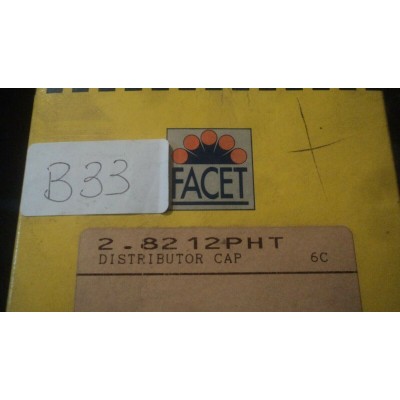 B33
FACET
2.8212PHT
DISTRIBUTOR CAP 6C